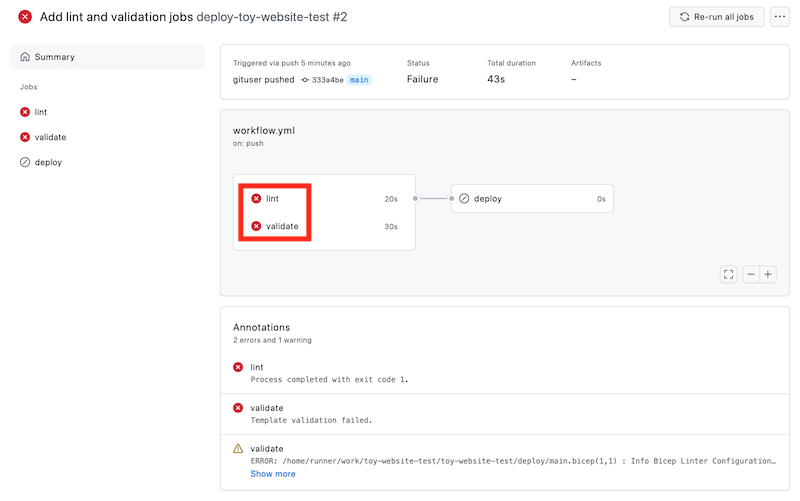 Add lint and validation jobs deploy-toy-website-test #2
Re-run all jobs
Summary
Jobs
lint
validate
deploy
Triggered via push 5 minutes ago
Status
Total duration
Artifacts
gituser pushed 333a4be main
Failure
43s
–
workflow.yml
on: push
lint 20s
validate 30s
deploy 0s
Annotations
2 errors and 1 warning
lint
Process completed with exit code 1.
validate
Template validation failed.
validate
ERROR: /home/runner/work/toy-website-test/toy-website-test/deploy/main.bicep(1,1) : Info Bicep Linter Configuration…
Show more